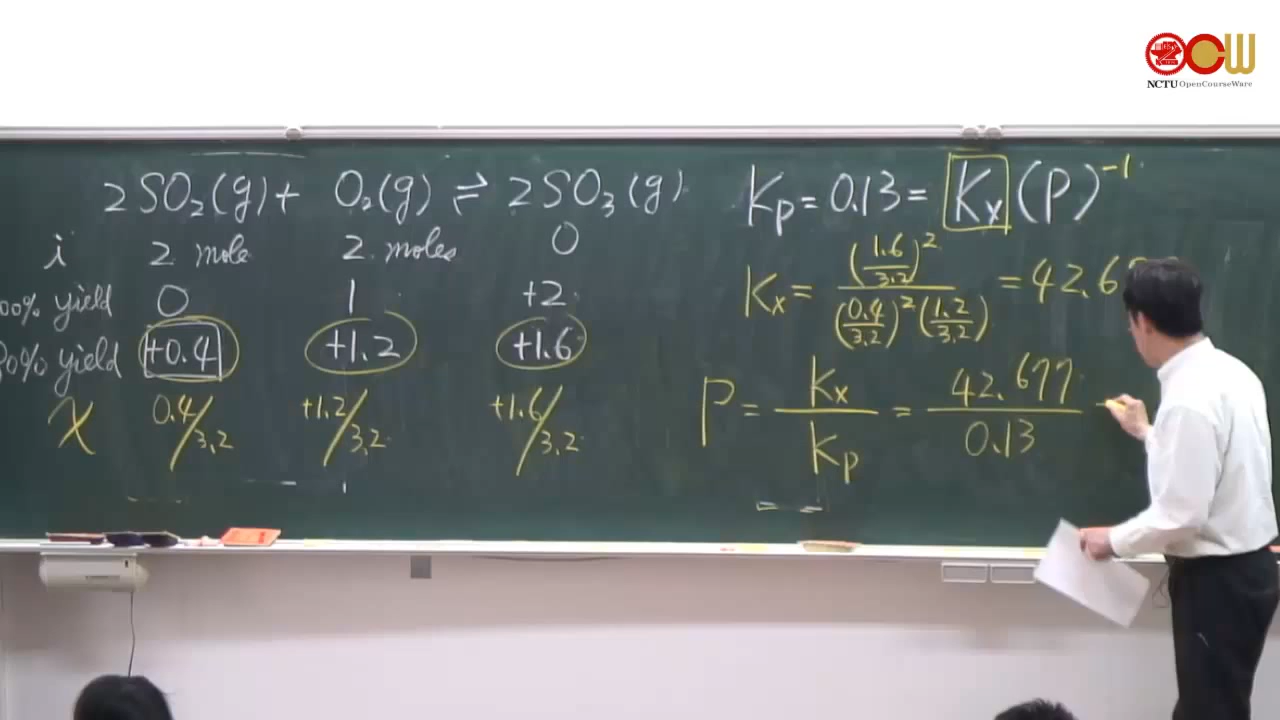 OCW
NCTU OpenCourseWare
2SO₂(g) + O₂(g) ⇌ 2SO₃(g)
i 2 mole 2 moles 0
00% yield 0 1 +2
80% yield +0.4 +1.2 +1.6
X 0.4/3.2 +1.2/3.2 +1.6/3.2
Kp = 0.13 = Kx (P)⁻¹
Kx = (1.6/3.2)² / (0.4/3.2)² (1.2/3.2) = 42.6
P = Kx / Kp = 42.677 / 0.13